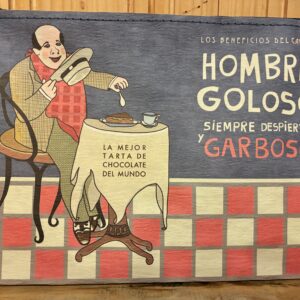 LOS BENEFICIOS DEL
HOMBR
GOLOS
SIEMPRE DESPIER
Y GARBOS
LA MEJOR
TARTA DE
CHOCOLATE
DEL MUNDO